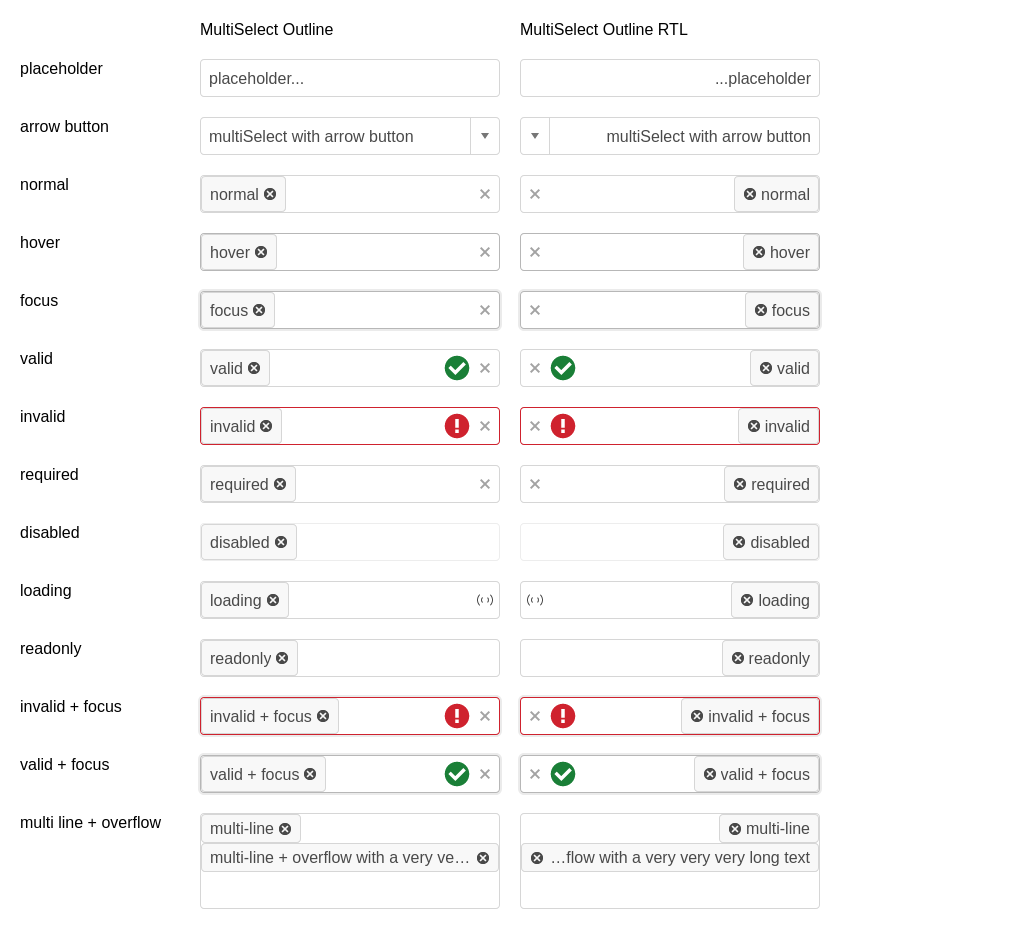 MultiSelect Outline MultiSelect Outline RTL
placeholder placeholder... ...placeholder
arrow button multiSelect with arrow button multiSelect with arrow button
normal normal normal
hover hover hover
focus focus focus
valid valid valid
invalid invalid invalid
required required required
disabled disabled disabled
loading loading loading
readonly readonly readonly
invalid + focus invalid + focus invalid + focus
valid + focus valid + focus valid + focus
multi line + overflow multi-line multi-line
multi-line + overflow with a very ve… …flow with a very very very long text